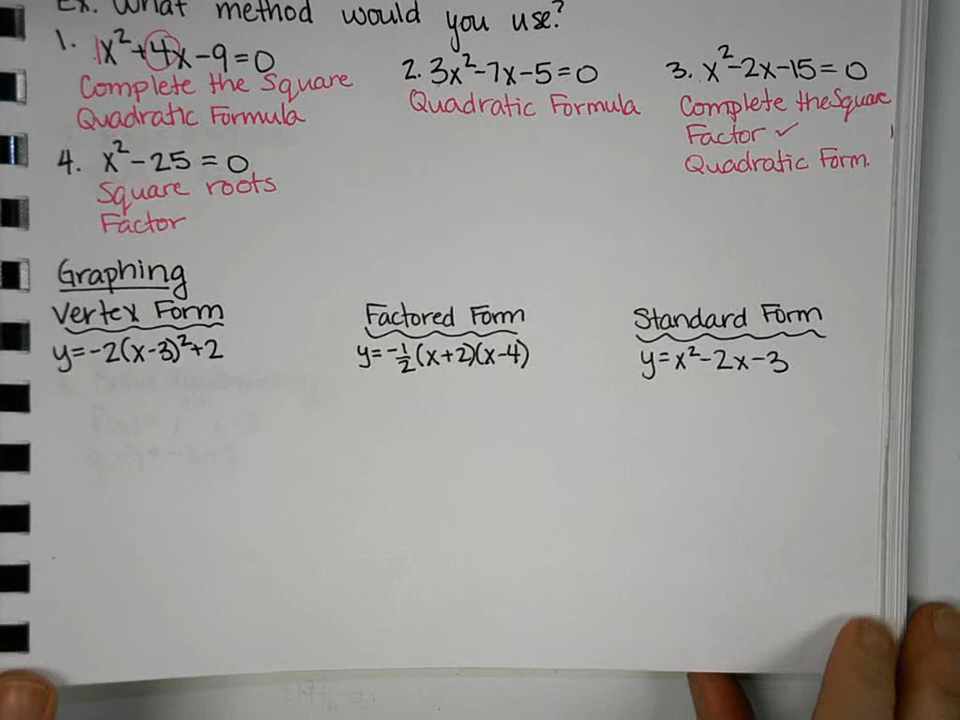 Ex. What method would you use?
1. 1x²+4x-9=0
Complete the Square
Quadratic Formula
2. 3x²-7x-5=0
Quadratic Formula
3. x²-2x-15=0
Complete the Square
Factor ✓
Quadratic Form.
4. x²-25=0
Square roots
Factor
Graphing
Vertex Form
y=-2(x-3)²+2
Factored Form
y=-½(x+2)(x-4)
Standard Form
y=x²-2x-3